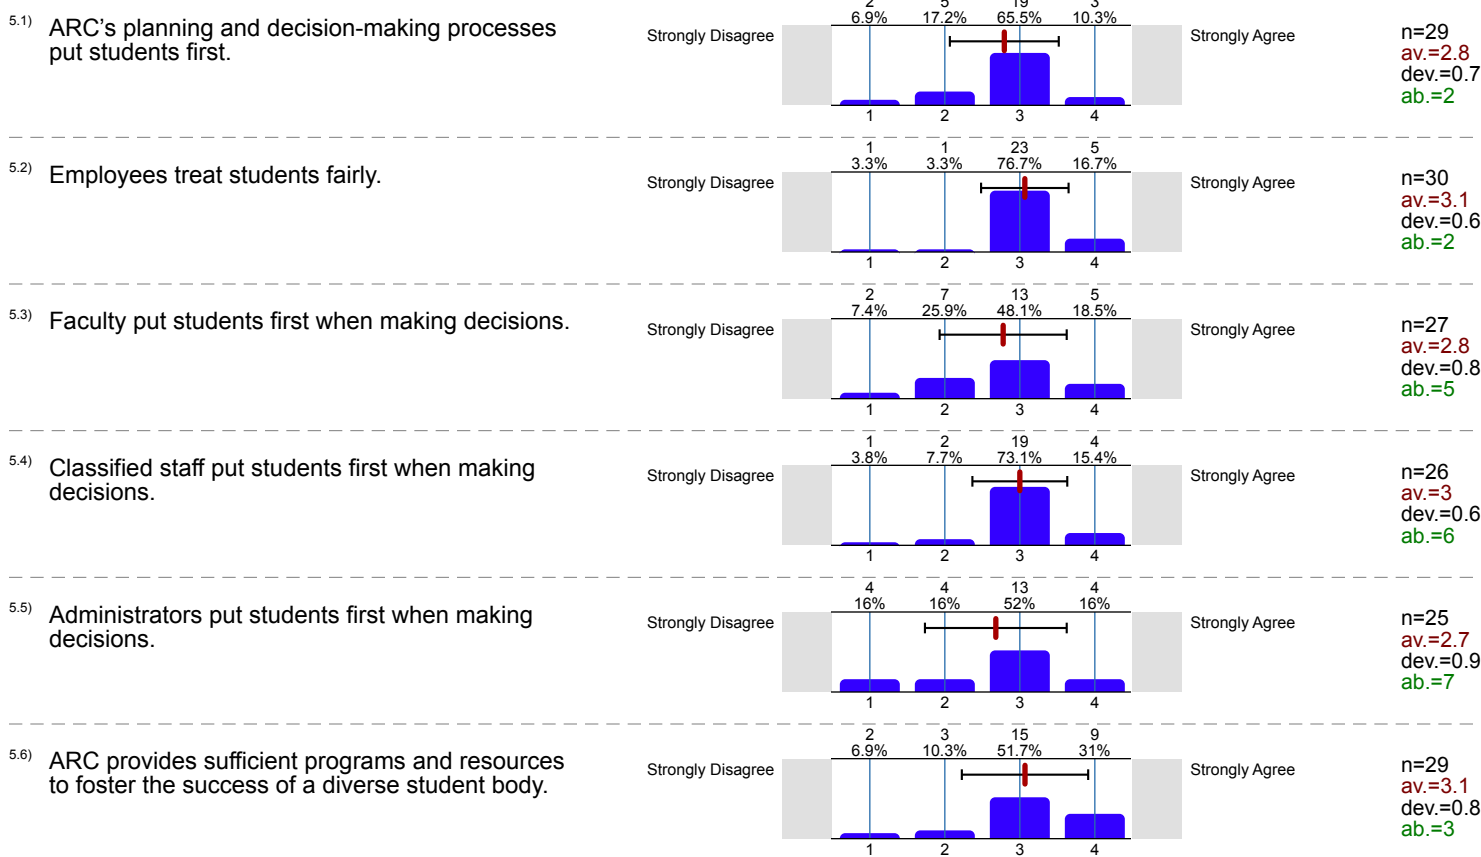 2 5 19 3
5.1) ARC’s planning and decision-making processes
put students first.
6.9% 17.2% 65.5% 10.3%
Strongly Disagree Strongly Agree
n=29
av.=2.8
dev.=0.7
ab.=2
1 2 3 4
1 1 23 5
5.2) Employees treat students fairly.
3.3% 3.3% 76.7% 16.7%
Strongly Disagree Strongly Agree
n=30
av.=3.1
dev.=0.6
ab.=2
1 2 3 4
2 7 13 5
5.3) Faculty put students first when making decisions.
7.4% 25.9% 48.1% 18.5%
Strongly Disagree Strongly Agree
n=27
av.=2.8
dev.=0.8
ab.=5
1 2 3 4
1 2 19 4
5.4) Classified staff put students first when making
decisions.
3.8% 7.7% 73.1% 15.4%
Strongly Disagree Strongly Agree
n=26
av.=3
dev.=0.6
ab.=6
1 2 3 4
4 4 13 4
5.5) Administrators put students first when making
decisions.
16% 16% 52% 16%
Strongly Disagree Strongly Agree
n=25
av.=2.7
dev.=0.9
ab.=7
1 2 3 4
2 3 15 9
5.6) ARC provides sufficient programs and resources
to foster the success of a diverse student body.
6.9% 10.3% 51.7% 31%
Strongly Disagree Strongly Agree
n=29
av.=3.1
dev.=0.8
ab.=3
1 2 3 4